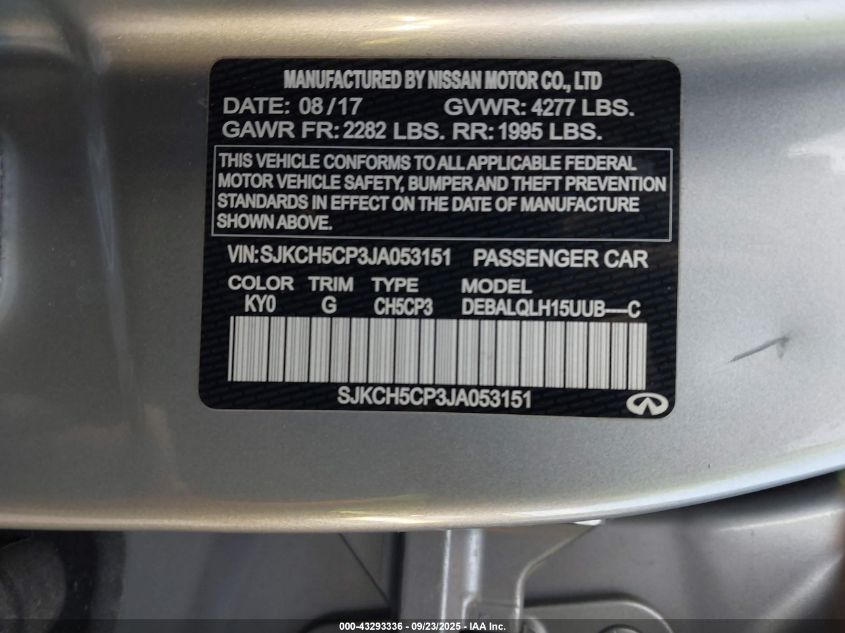 MANUFACTURED BY NISSAN MOTOR CO., LTD
DATE: 08/17 GVWR: 4277 LBS.
GAWR FR: 2282 LBS. RR: 1995 LBS.
THIS VEHICLE CONFORMS TO ALL APPLICABLE FEDERAL
MOTOR VEHICLE SAFETY, BUMPER AND THEFT PREVENTION
STANDARDS IN EFFECT ON THE DATE OF MANUFACTURE
SHOWN ABOVE.
VIN:SJKCH5CP3JA053151 PASSENGER CAR
COLOR TRIM TYPE MODEL
KY0 G CH5CP3 DEBALQLH15UUB----C
SJKCH5CP3JA053151
000-43293336 - 09/23/2025 - IAA Inc.